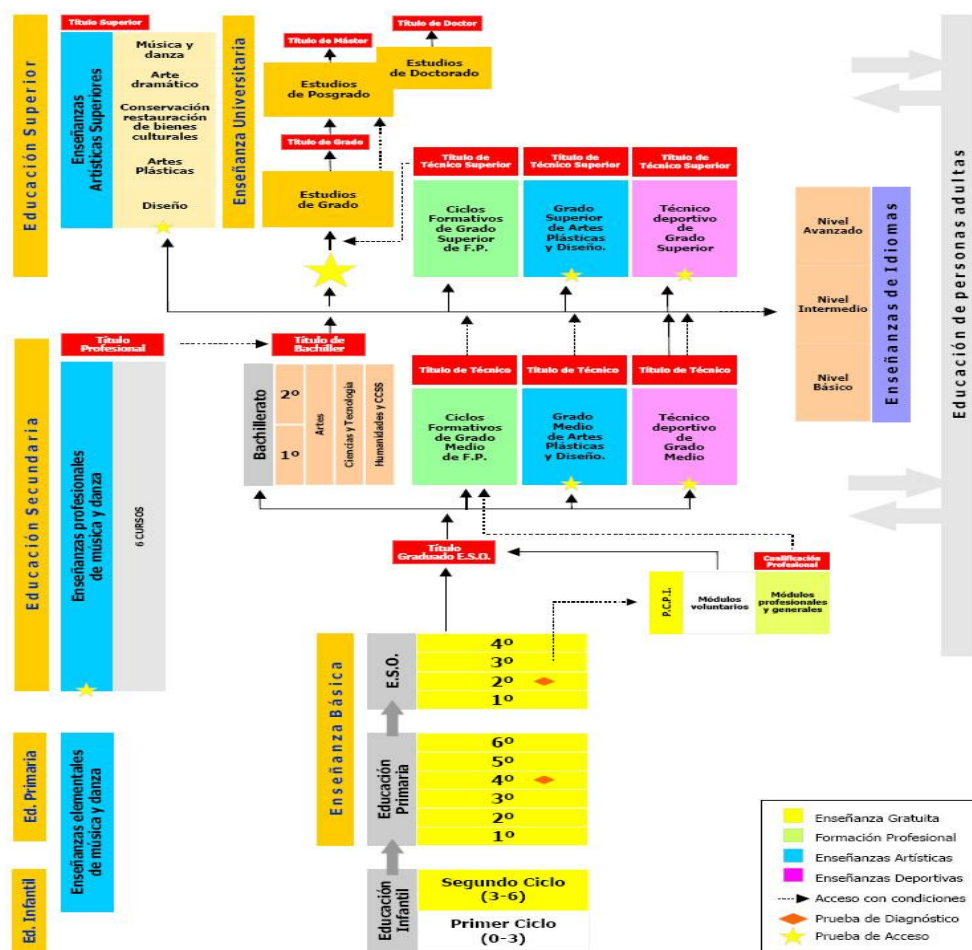 Título Superior
Educación Superior
Enseñanzas
Artísticas Superiores
Música y
danza
Arte
dramático
Conservación
restauración
de bienes
culturales
Artes
Plásticas
Diseño
Enseñanza Universitaria
Título de Máster
Título de Doctor
Estudios
de Posgrado
Estudios
de Doctorado
Título de Grado
Estudios
de Grado
Título de
Técnico Superior
Título de
Técnico Superior
Título de
Técnico Superior
Ciclos
Formativos
de Grado
Superior
de F.P.
Grado
Superior
de Artes
Plásticas
y Diseño.
Técnico
deportivo
de
Grado
Superior
Nivel
Avanzado
Nivel
Intermedio
Nivel
Básico
Enseñanzas de Idiomas
Educación de personas adultas
Educación Secundaria
Título
Profesional
Enseñanzas profesionales
de música y danza
6 CURSOS
Título de
Bachiller
Bachillerato
2º
1º
Artes
Ciencias y Tecnología
Humanidades y CCSS
Título de Técnico
Título de Técnico
Título de Técnico
Ciclos
Formativos
de Grado
Medio
de F.P.
Grado
Medio
de Artes
Plásticas
y Diseño.
Técnico
deportivo
de
Grado
Medio
Título
Graduado E.S.O.
Cualificación
Profesional
P.C.P.I.
Módulos
voluntarios
Módulos
profesionales
y generales
Enseñanza Básica
E.S.O.
4º
3º
2º
1º
Ed. Primaria
Enseñanzas elementales
de música y danza
Educación
Primaria
6º
5º
4º
3º
2º
1º
Ed. Infantil
Educación
Infantil
Segundo Ciclo
(3-6)
Primer Ciclo
(0-3)
Enseñanza Gratuita
Formación Profesional
Enseñanzas Artísticas
Enseñanzas Deportivas
Acceso con condiciones
Prueba de Diagnóstico
Prueba de Acceso